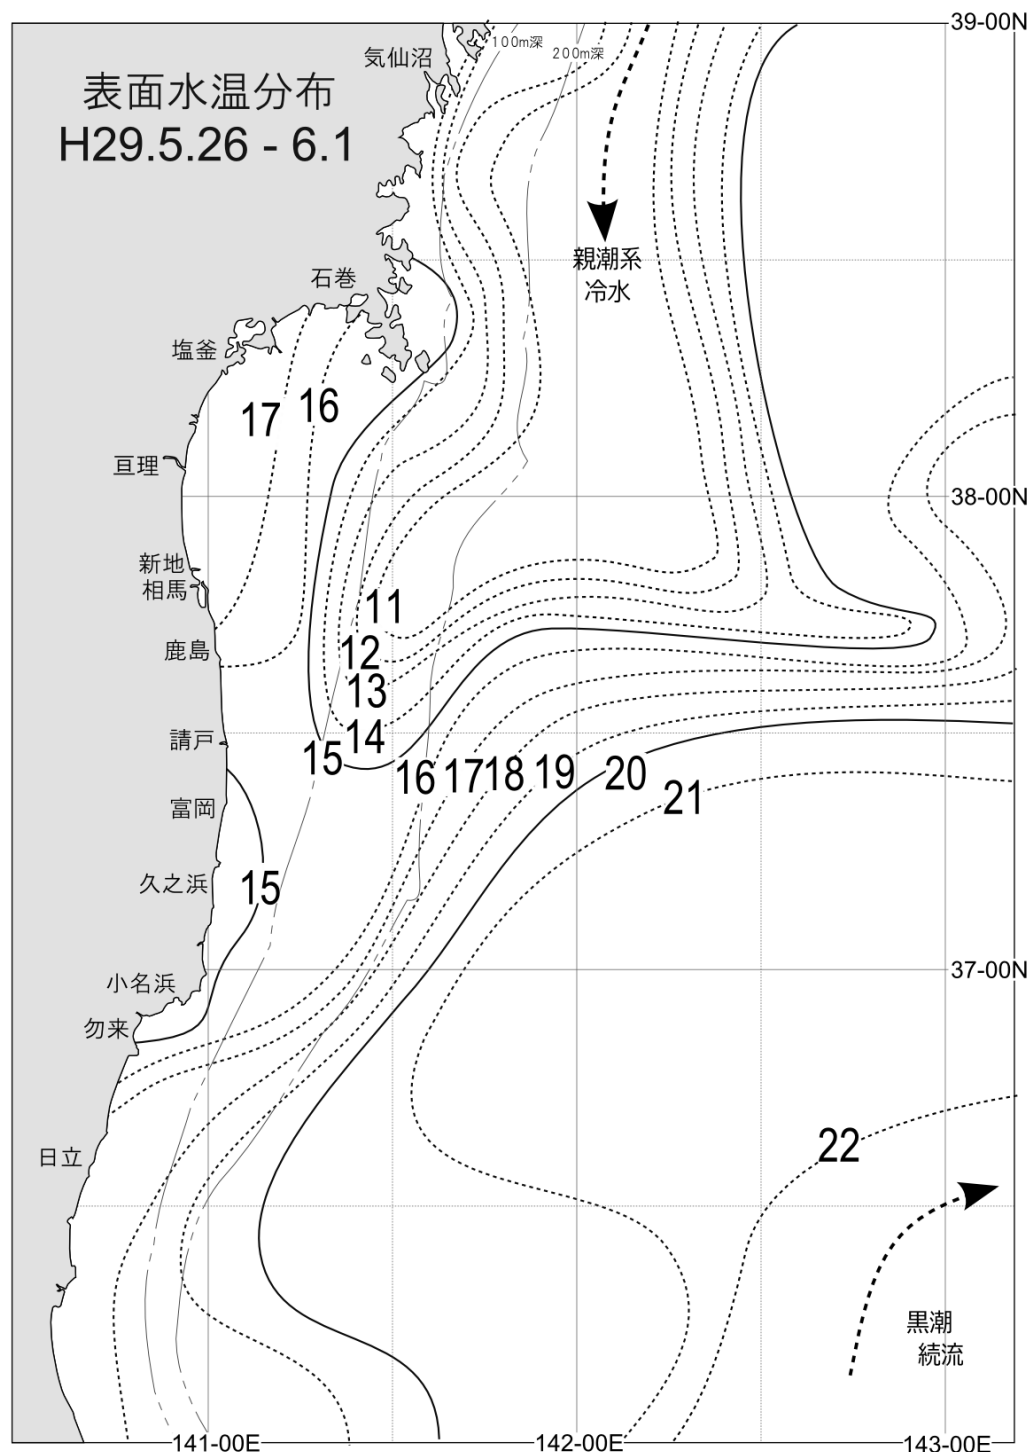 39-00N
100m深
200m深
気仙沼
表面水温分布
H29.5.26 - 6.1
親潮系
冷水
石巻
塩釜
17
16
亘理
38-00N
新地
相馬
11
鹿島
12
13
14
請戸
15
16
17
18
19
20
21
富岡
久之浜
15
37-00N
小名浜
勿来
日立
22
黒潮
続流
141-00E
142-00E
143-00E